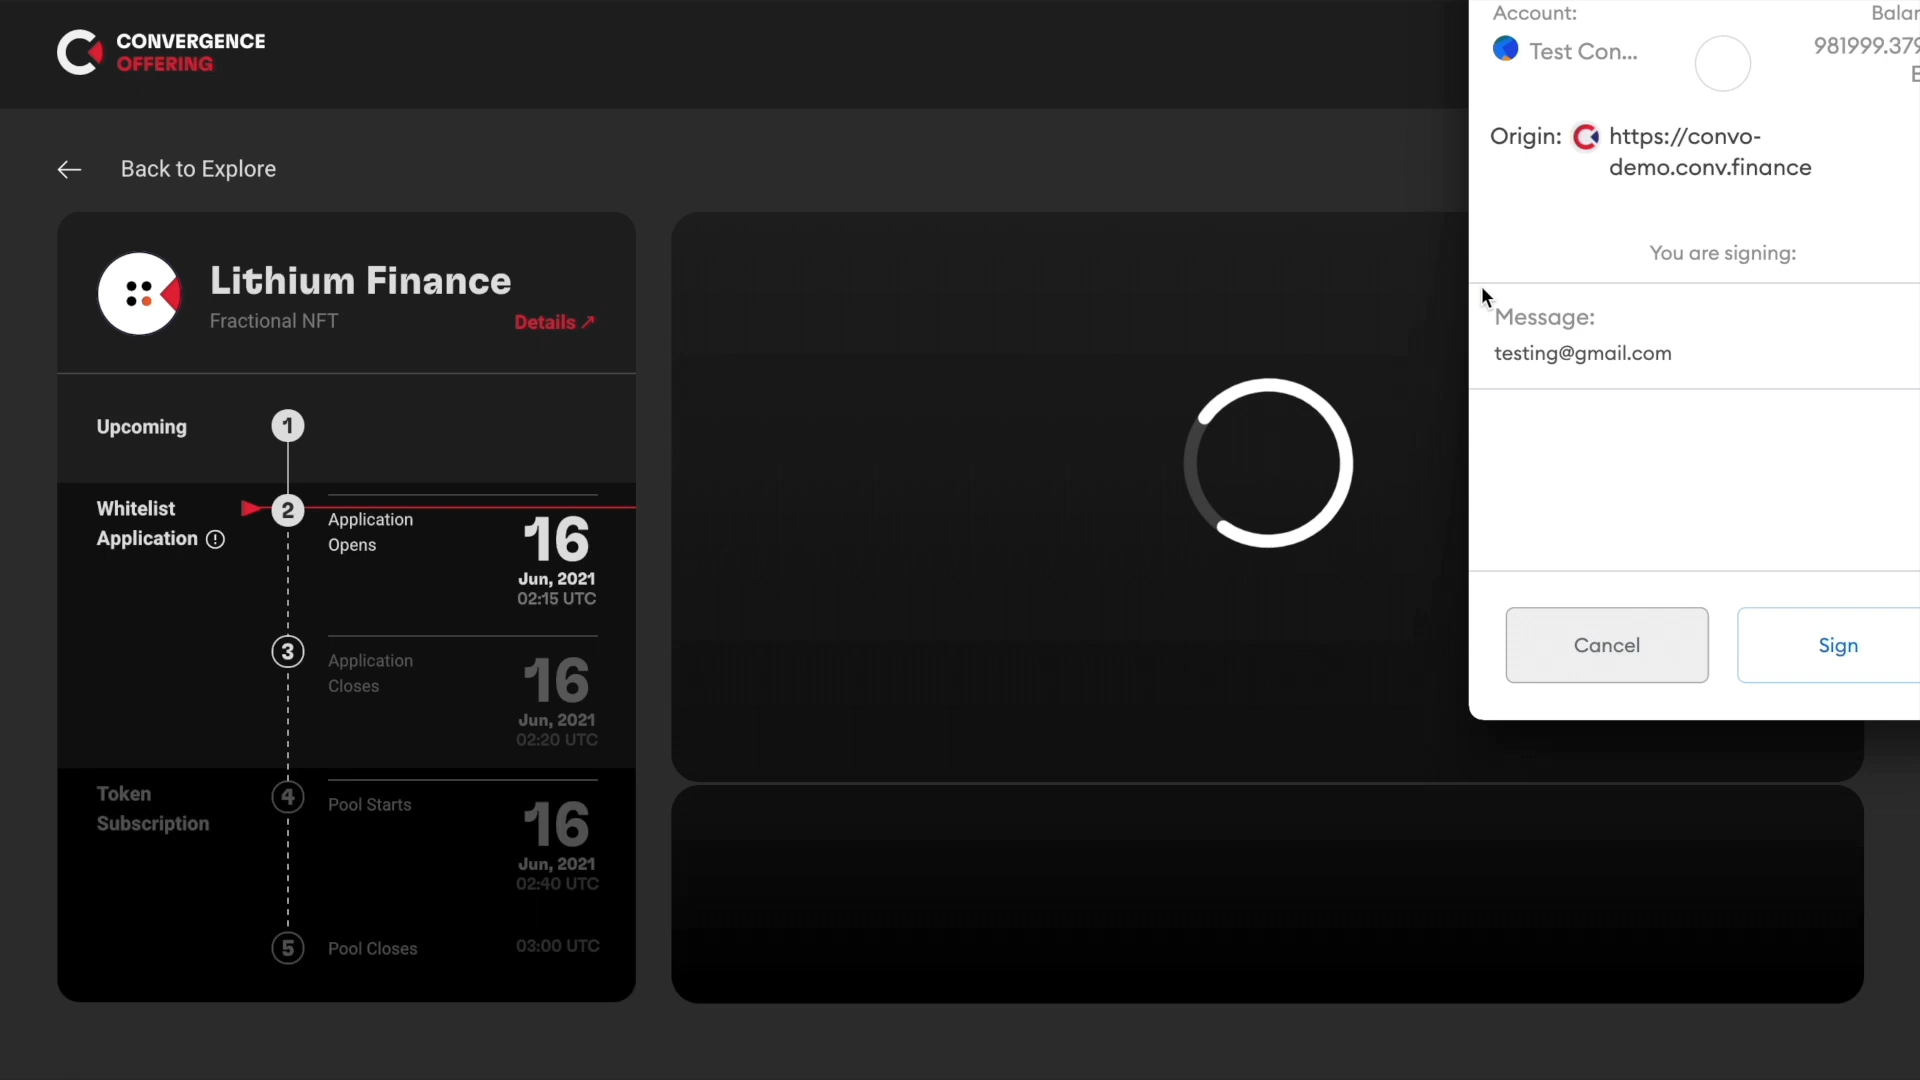 CONVERGENCE
OFFERING
Back to Explore
Lithium Finance
Fractional NFT
Details ↗
Upcoming
1
Whitelist
Application
2
Application
Opens
16
Jun, 2021
02:15 UTC
3
Application
Closes
16
Jun, 2021
02:20 UTC
Token
Subscription
4
Pool Starts
16
Jun, 2021
02:40 UTC
5
Pool Closes
03:00 UTC
Account:
Test Con...
Origin:
https://convo-
demo.conv.finance
You are signing:
Message:
testing@gmail.com
Cancel
Sign